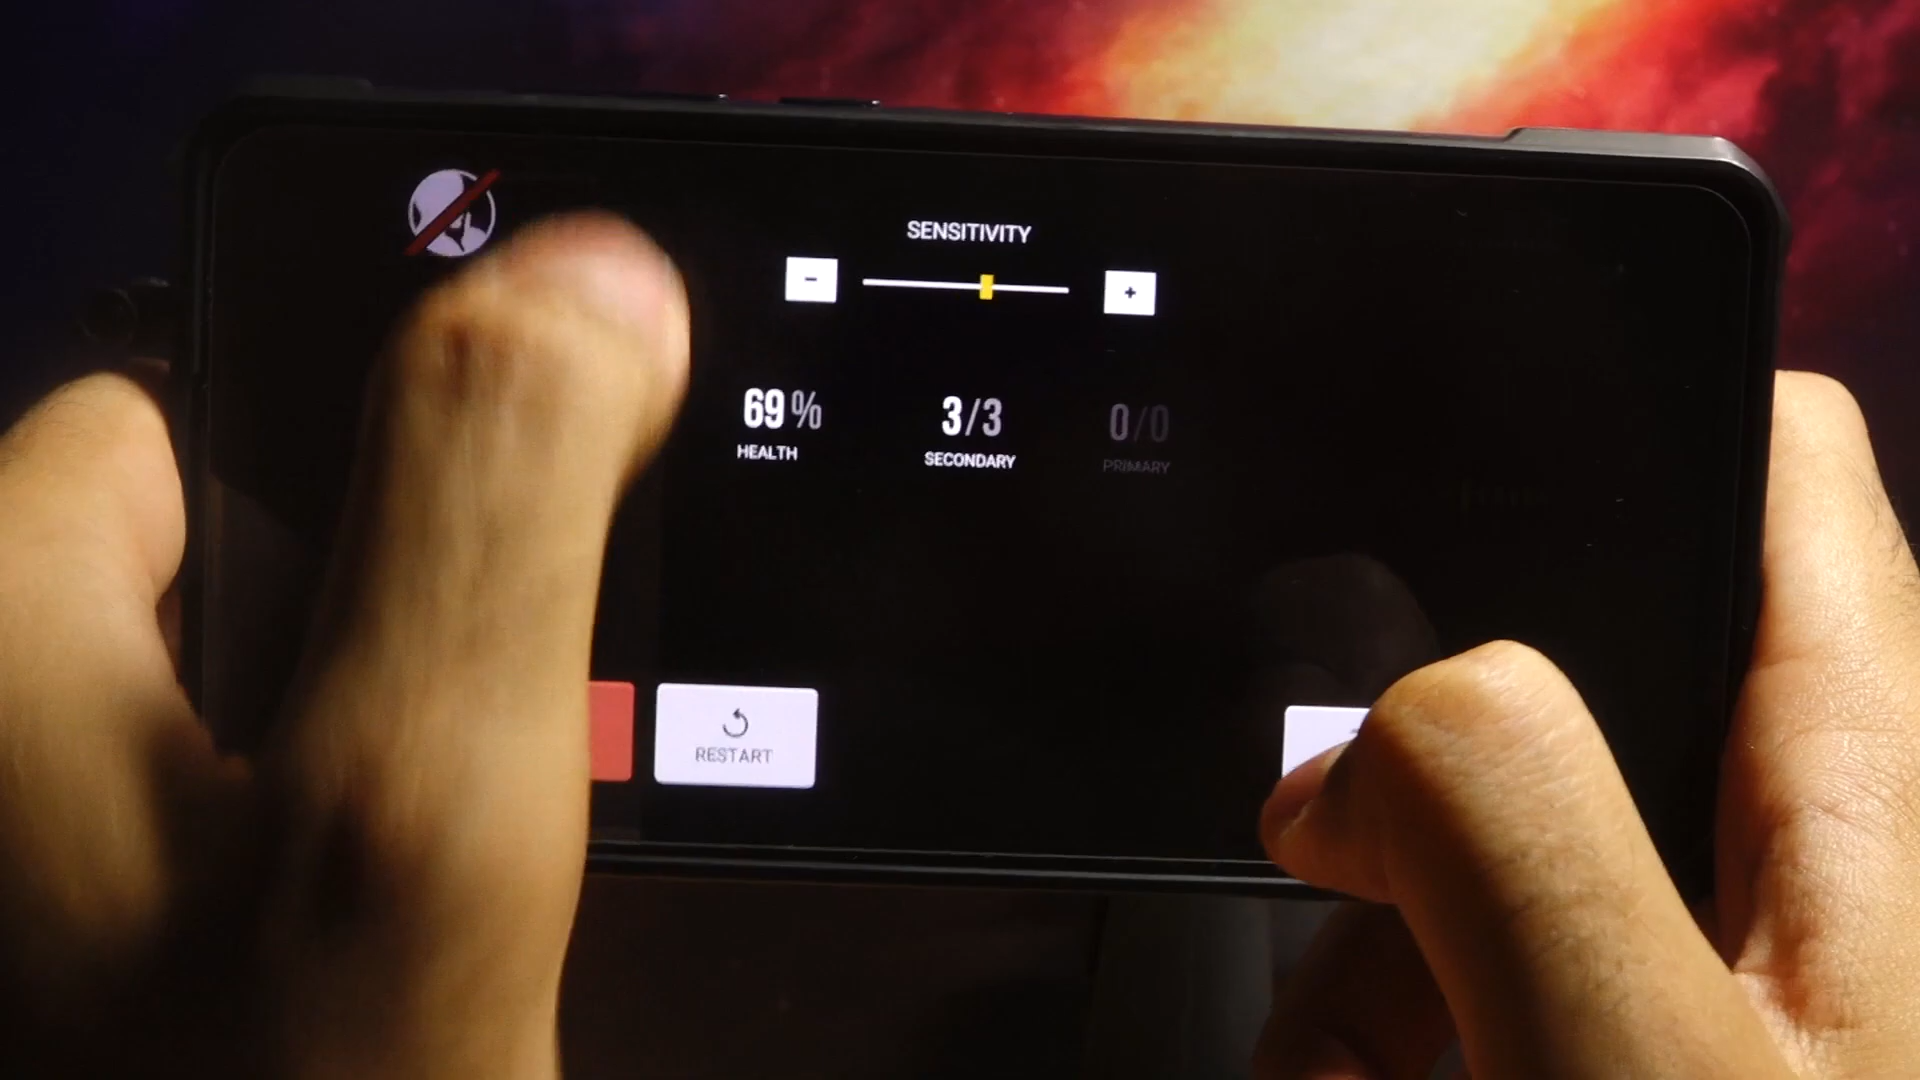 SENSITIVITY
- +
69% 3/3 0/0
HEALTH SECONDARY PRIMARY
RESTART